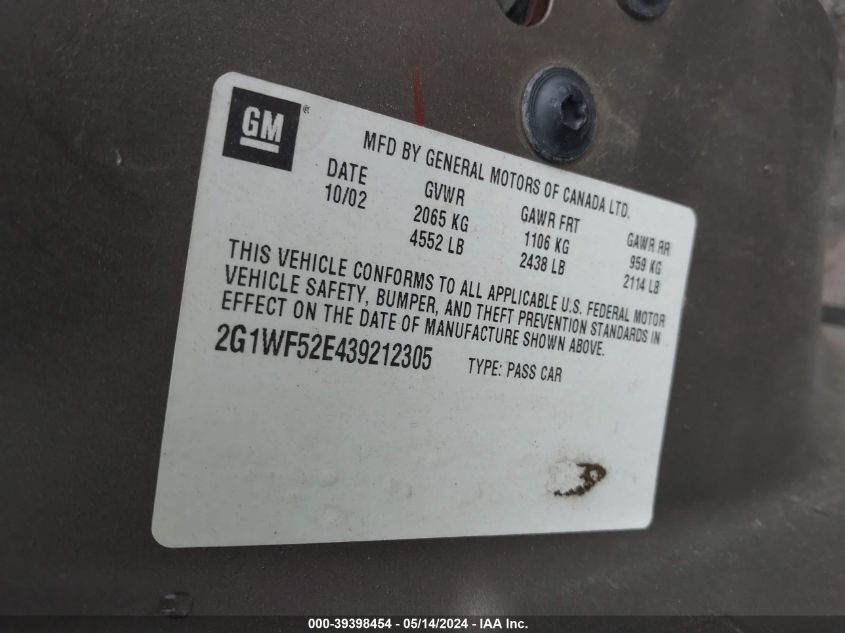 GM®
MFD BY GENERAL MOTORS OF CANADA LTD.
DATE GVWR GAWR FRT GAWR RR
10/02 2065 KG 1106 KG 959 KG
4552 LB 2438 LB 2114 LB
THIS VEHICLE CONFORMS TO ALL APPLICABLE U.S. FEDERAL MOTOR
VEHICLE SAFETY, BUMPER, AND THEFT PREVENTION STANDARDS IN
EFFECT ON THE DATE OF MANUFACTURE SHOWN ABOVE.
2G1WF52E439212305 TYPE: PASS CAR
000-39398454 - 05/14/2024 - IAA Inc.